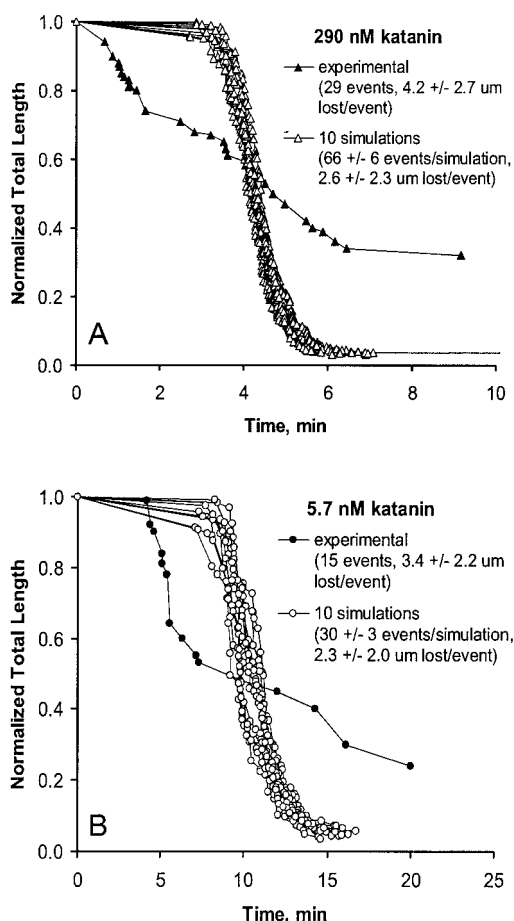 290 nM katanin
experimental
(29 events, 4.2 +/- 2.7 um
lost/event)
10 simulations
(66 +/- 6 events/simulation,
2.6 +/- 2.3 um lost/event)
Normalized Total Length
1.0
0.8
0.6
0.4
0.2
0.0
A
0
2
4
6
8
10
Time, min
5.7 nM katanin
experimental
(15 events, 3.4 +/- 2.2 um
lost/event)
10 simulations
(30 +/- 3 events/simulation,
2.3 +/- 2.0 um lost/event)
Normalized Total Length
1.0
0.8
0.6
0.4
0.2
0.0
B
0
5
10
15
20
25
Time, min